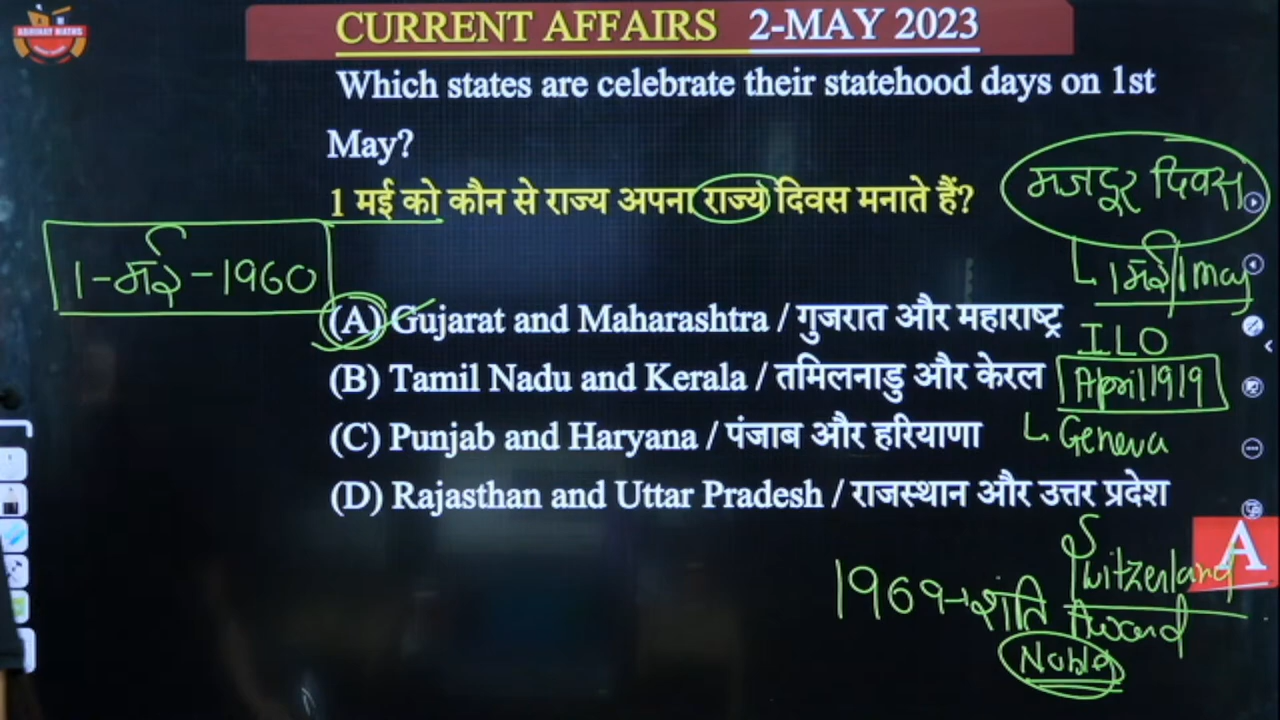 ABHINAY MATHS
CURRENT AFFAIRS 2-MAY 2023
Which states are celebrate their statehood days on 1st
May?
1 मई को कौन से राज्य अपना राज्य दिवस मनाते हैं?
मजदूर दिवस
1-मई-1960
1 मई/1 may
(A) Gujarat and Maharashtra / गुजरात और महाराष्ट्र
ILO
(B) Tamil Nadu and Kerala / तमिलनाडु और केरल
April 1919
(C) Punjab and Haryana / पंजाब और हरियाणा
Geneva
(D) Rajasthan and Uttar Pradesh / राजस्थान और उत्तर प्रदेश
A
Switzerland
1969→शांति Award